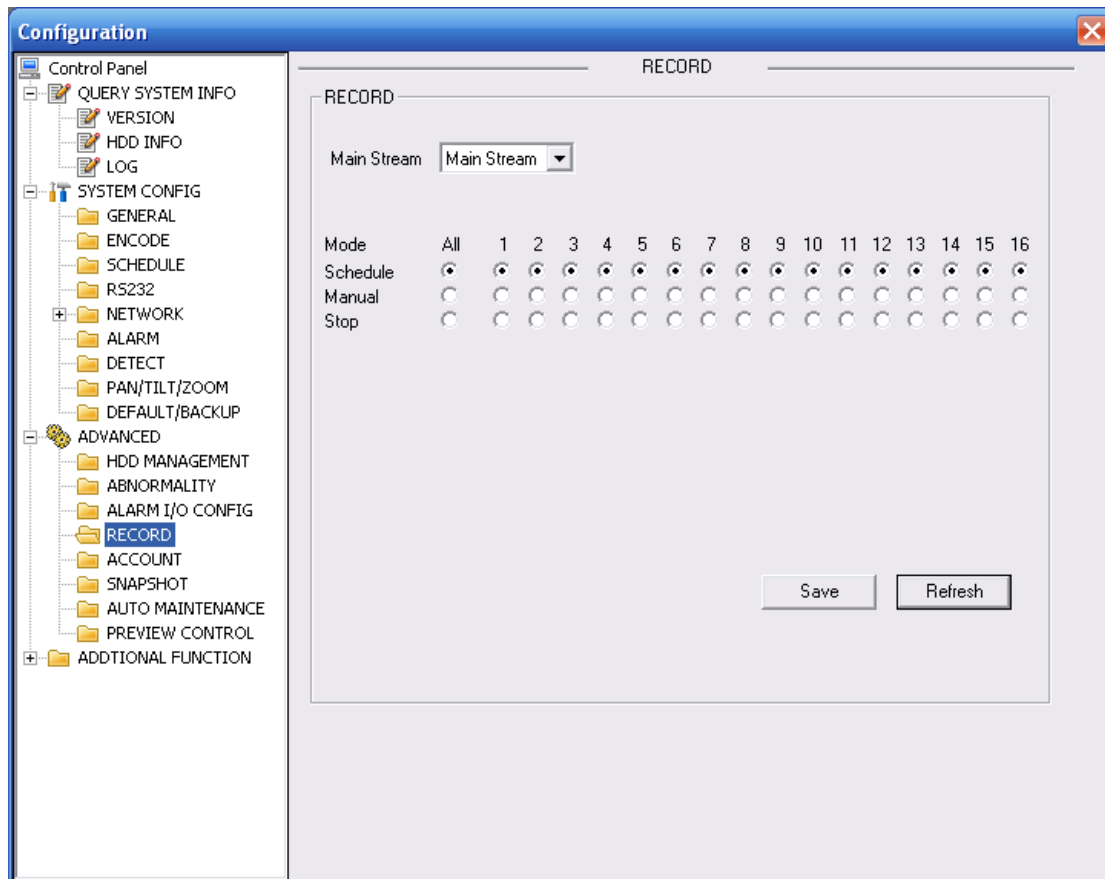 Configuration
Control Panel
QUERY SYSTEM INFO
VERSION
HDD INFO
LOG
SYSTEM CONFIG
GENERAL
ENCODE
SCHEDULE
RS232
NETWORK
ALARM
DETECT
PAN/TILT/ZOOM
DEFAULT/BACKUP
ADVANCED
HDD MANAGEMENT
ABNORMALITY
ALARM I/O CONFIG
RECORD
ACCOUNT
SNAPSHOT
AUTO MAINTENANCE
PREVIEW CONTROL
ADDTIONAL FUNCTION
RECORD
RECORD
Main Stream Main Stream
Mode All 1 2 3 4 5 6 7 8 9 10 11 12 13 14 15 16
Schedule
Manual
Stop
Save Refresh